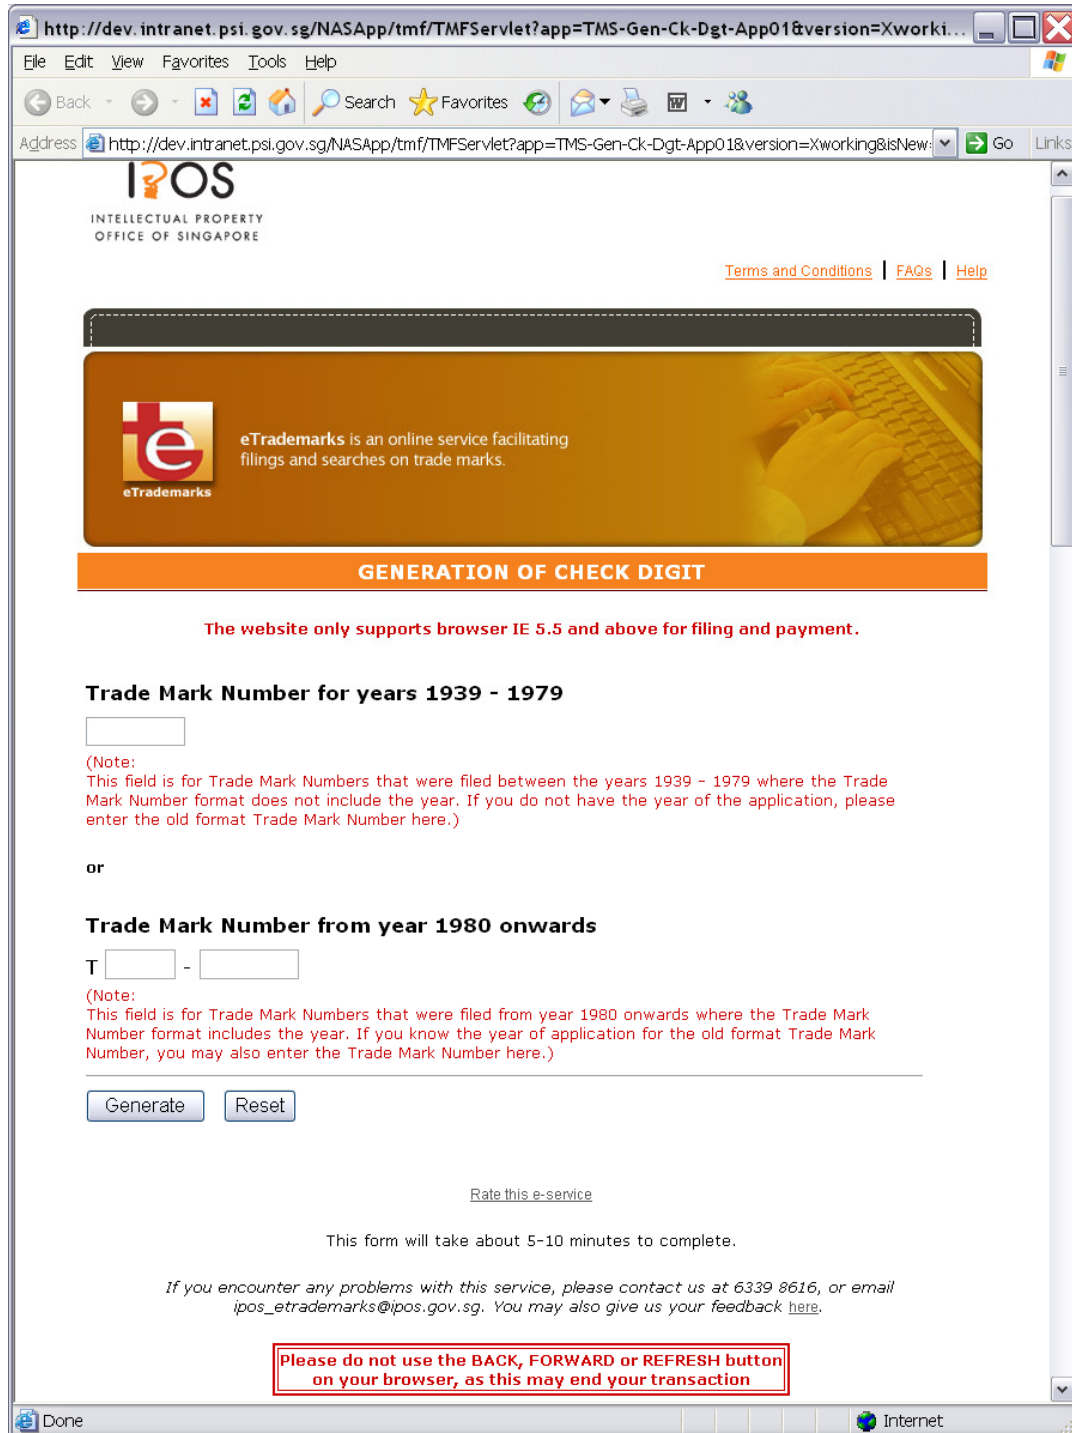 http://dev.intranet.psi.gov.sg/NASApp/tmf/TMFServlet?app=TMS-Gen-Ck-Dgt-App01&version=Xworki...
File Edit View Favorites Tools Help
Back Search Favorites
Address http://dev.intranet.psi.gov.sg/NASApp/tmf/TMFServlet?app=TMS-Gen-Ck-Dgt-App01&version=Xworking&isNew= Go Links
IPOS
INTELLECTUAL PROPERTY
OFFICE OF SINGAPORE
Terms and Conditions | FAQs | Help
te
eTrademarks
eTrademarks is an online service facilitating
filings and searches on trade marks.
GENERATION OF CHECK DIGIT
The website only supports browser IE 5.5 and above for filing and payment.
Trade Mark Number for years 1939 - 1979
(Note:
This field is for Trade Mark Numbers that were filed between the years 1939 - 1979 where the Trade
Mark Number format does not include the year. If you do not have the year of the application, please
enter the old format Trade Mark Number here.)
or
Trade Mark Number from year 1980 onwards
T -
(Note:
This field is for Trade Mark Numbers that were filed from year 1980 onwards where the Trade Mark
Number format includes the year. If you know the year of application for the old format Trade Mark
Number, you may also enter the Trade Mark Number here.)
Generate Reset
Rate this e-service
This form will take about 5-10 minutes to complete.
If you encounter any problems with this service, please contact us at 6339 8616, or email
ipos_etrademarks@ipos.gov.sg. You may also give us your feedback here.
Please do not use the BACK, FORWARD or REFRESH button
on your browser, as this may end your transaction
Done Internet